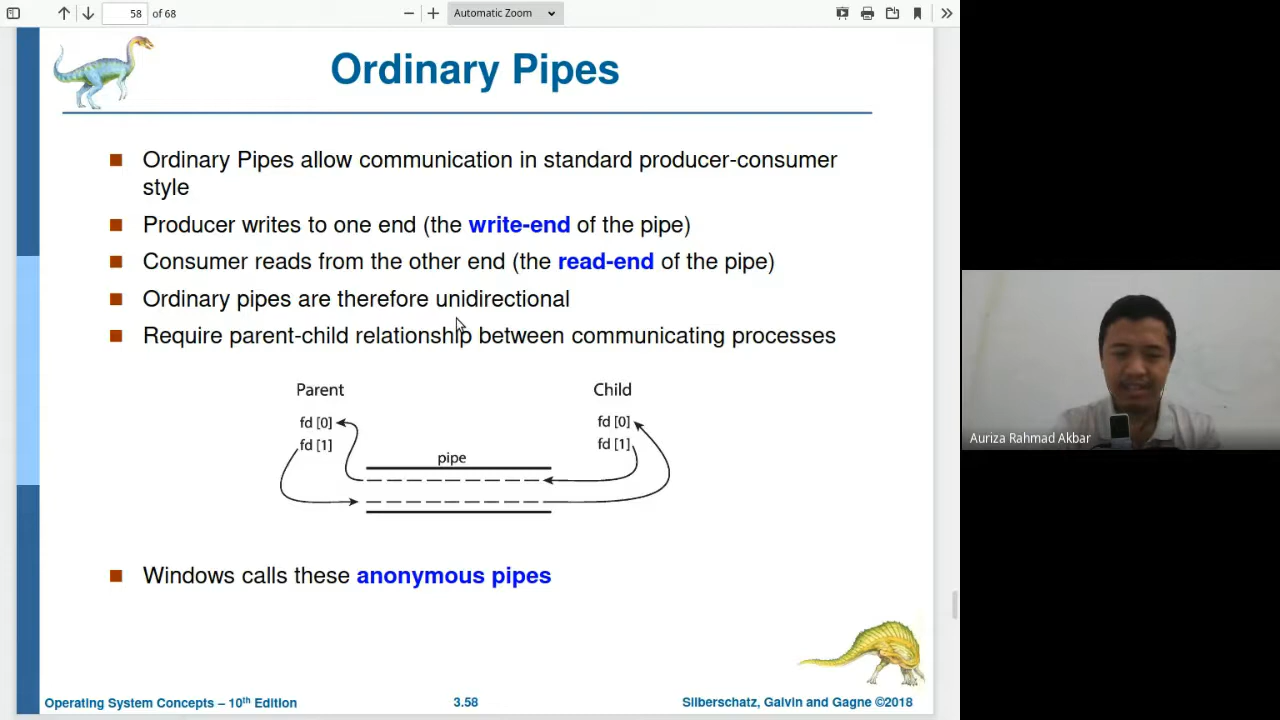 58 of 68
Automatic Zoom
Ordinary Pipes
Ordinary Pipes allow communication in standard producer-consumer
style
Producer writes to one end (the write-end of the pipe)
Consumer reads from the other end (the read-end of the pipe)
Ordinary pipes are therefore unidirectional
Require parent-child relationship between communicating processes
Parent
Child
fd [0]
fd [0]
fd [1]
fd [1]
pipe
Windows calls these anonymous pipes
Operating System Concepts – 10th Edition
3.58
Silberschatz, Galvin and Gagne ©2018
Auriza Rahmad Akbar